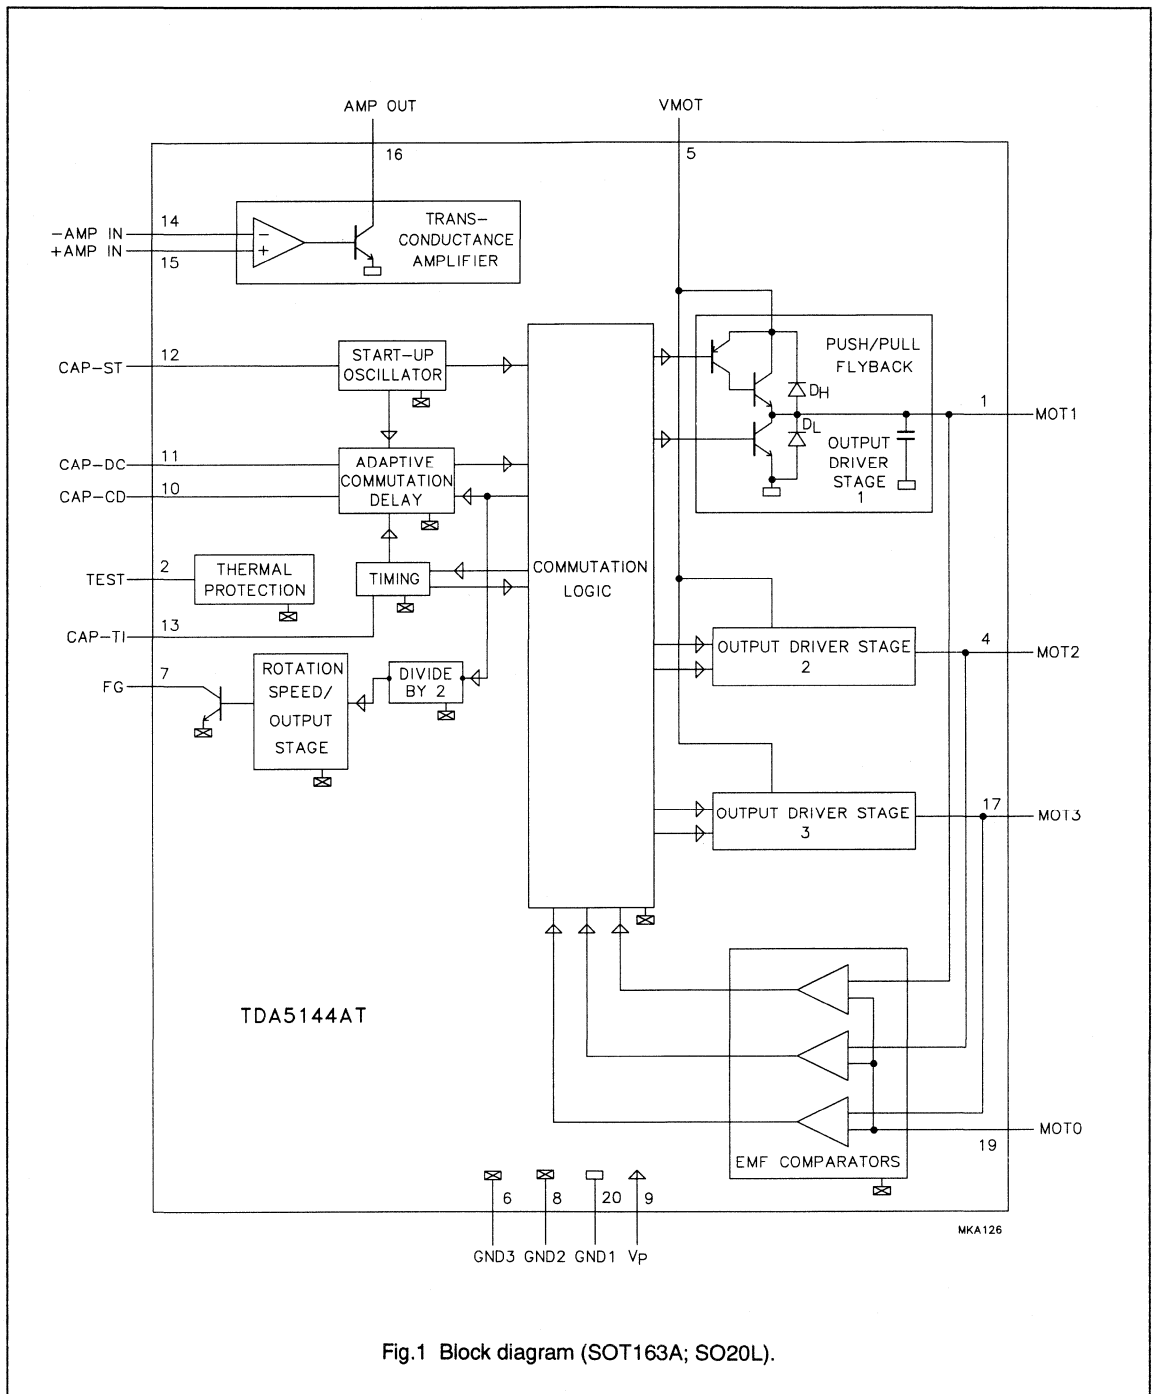 AMP OUT
VMOT
16
5
14
-AMP IN
+AMP IN
15
TRANS-
CONDUCTANCE
AMPLIFIER
12
CAP-ST
START-UP
OSCILLATOR
PUSH/PULL
FLYBACK
DH
1
MOT1
DL
OUTPUT
DRIVER
STAGE
1
11
CAP-DC
10
CAP-CD
ADAPTIVE
COMMUTATION
DELAY
COMMUTATION
LOGIC
2
TEST
THERMAL
PROTECTION
TIMING
13
CAP-TI
7
FG
ROTATION
SPEED/
OUTPUT
STAGE
DIVIDE
BY 2
OUTPUT DRIVER STAGE
2
4
MOT2
OUTPUT DRIVER STAGE
3
17
MOT3
TDA5144AT
EMF COMPARATORS
19
MOT0
6
8
20
9
GND3 GND2 GND1 VP
MKA126
Fig.1 Block diagram (SOT163A; SO20L).